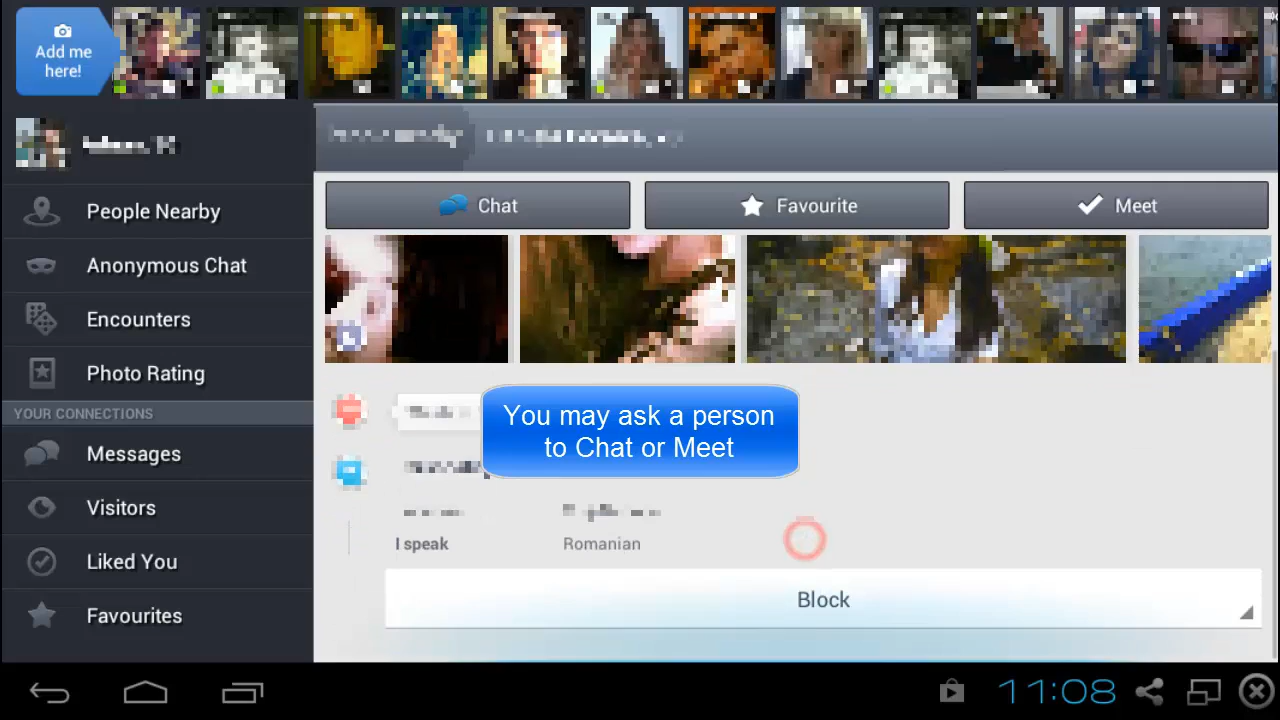 Add me
here!
People Nearby
Anonymous Chat
Encounters
Photo Rating
YOUR CONNECTIONS
Messages
Visitors
Liked You
Favourites
Chat
Favourite
Meet
You may ask a person
to Chat or Meet
I speak
Romanian
Block
11:08